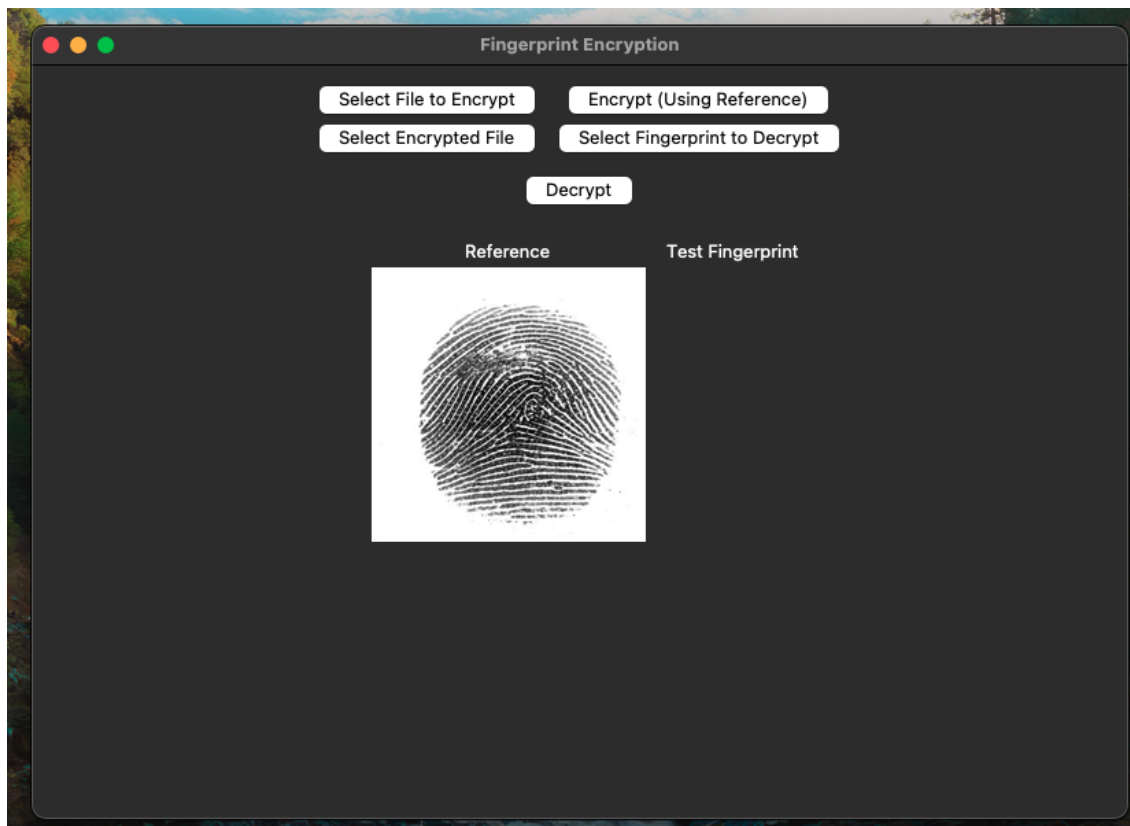 Fingerprint Encryption
Select File to Encrypt
Encrypt (Using Reference)
Select Encrypted File
Select Fingerprint to Decrypt
Decrypt
Reference
Test Fingerprint